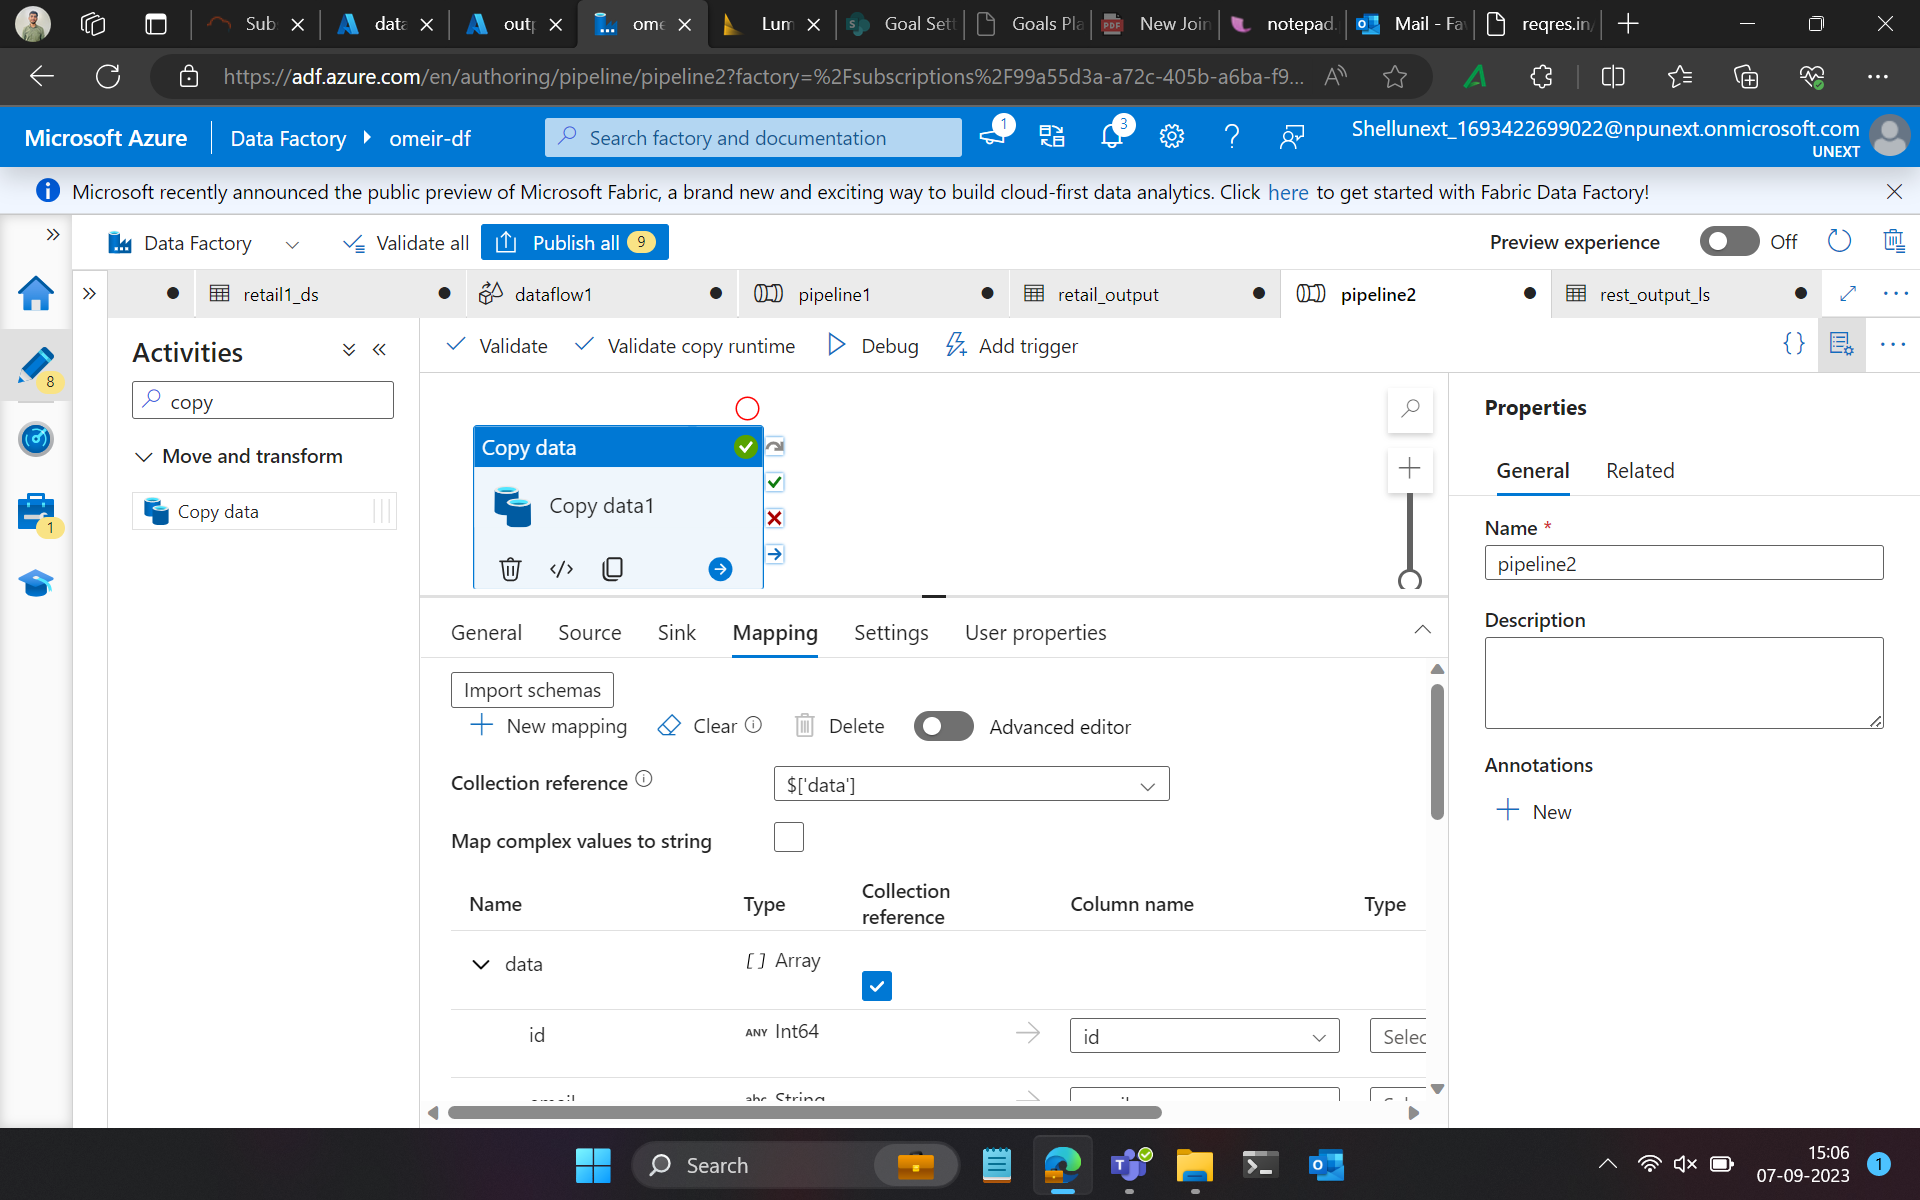 Sub
data
outp
ome
Lum
Goal Sett
Goals Pla
New Join
notepad.
Mail - Fa
reqres.in/
https://adf.azure.com/en/authoring/pipeline/pipeline2?factory=%2Fsubscriptions%2F99a55d3a-a72c-405b-a6ba-f9...
Microsoft Azure
Data Factory
omeir-df
Search factory and documentation
1
3
Shellunext_1693422699022@npunext.onmicrosoft.com
UNEXT
Microsoft recently announced the public preview of Microsoft Fabric, a brand new and exciting way to build cloud-first data analytics. Click here to get started with Fabric Data Factory!
Data Factory
Validate all
Publish all 9
Preview experience
Off
retail1_ds
dataflow1
pipeline1
retail_output
pipeline2
rest_output_ls
8
1
Activities
copy
Move and transform
Copy data
Validate
Validate copy runtime
Debug
Add trigger
Copy data
Copy data1
General
Source
Sink
Mapping
Settings
User properties
Import schemas
New mapping
Clear
Delete
Advanced editor
Collection reference
$['data']
Map complex values to string
Name
Type
Collection reference
Column name
Type
data
[ ] Array
id
ANY Int64
id
Selec
abc String
Properties
General
Related
Name *
pipeline2
Description
Annotations
New
Search
15:06
07-09-2023
1